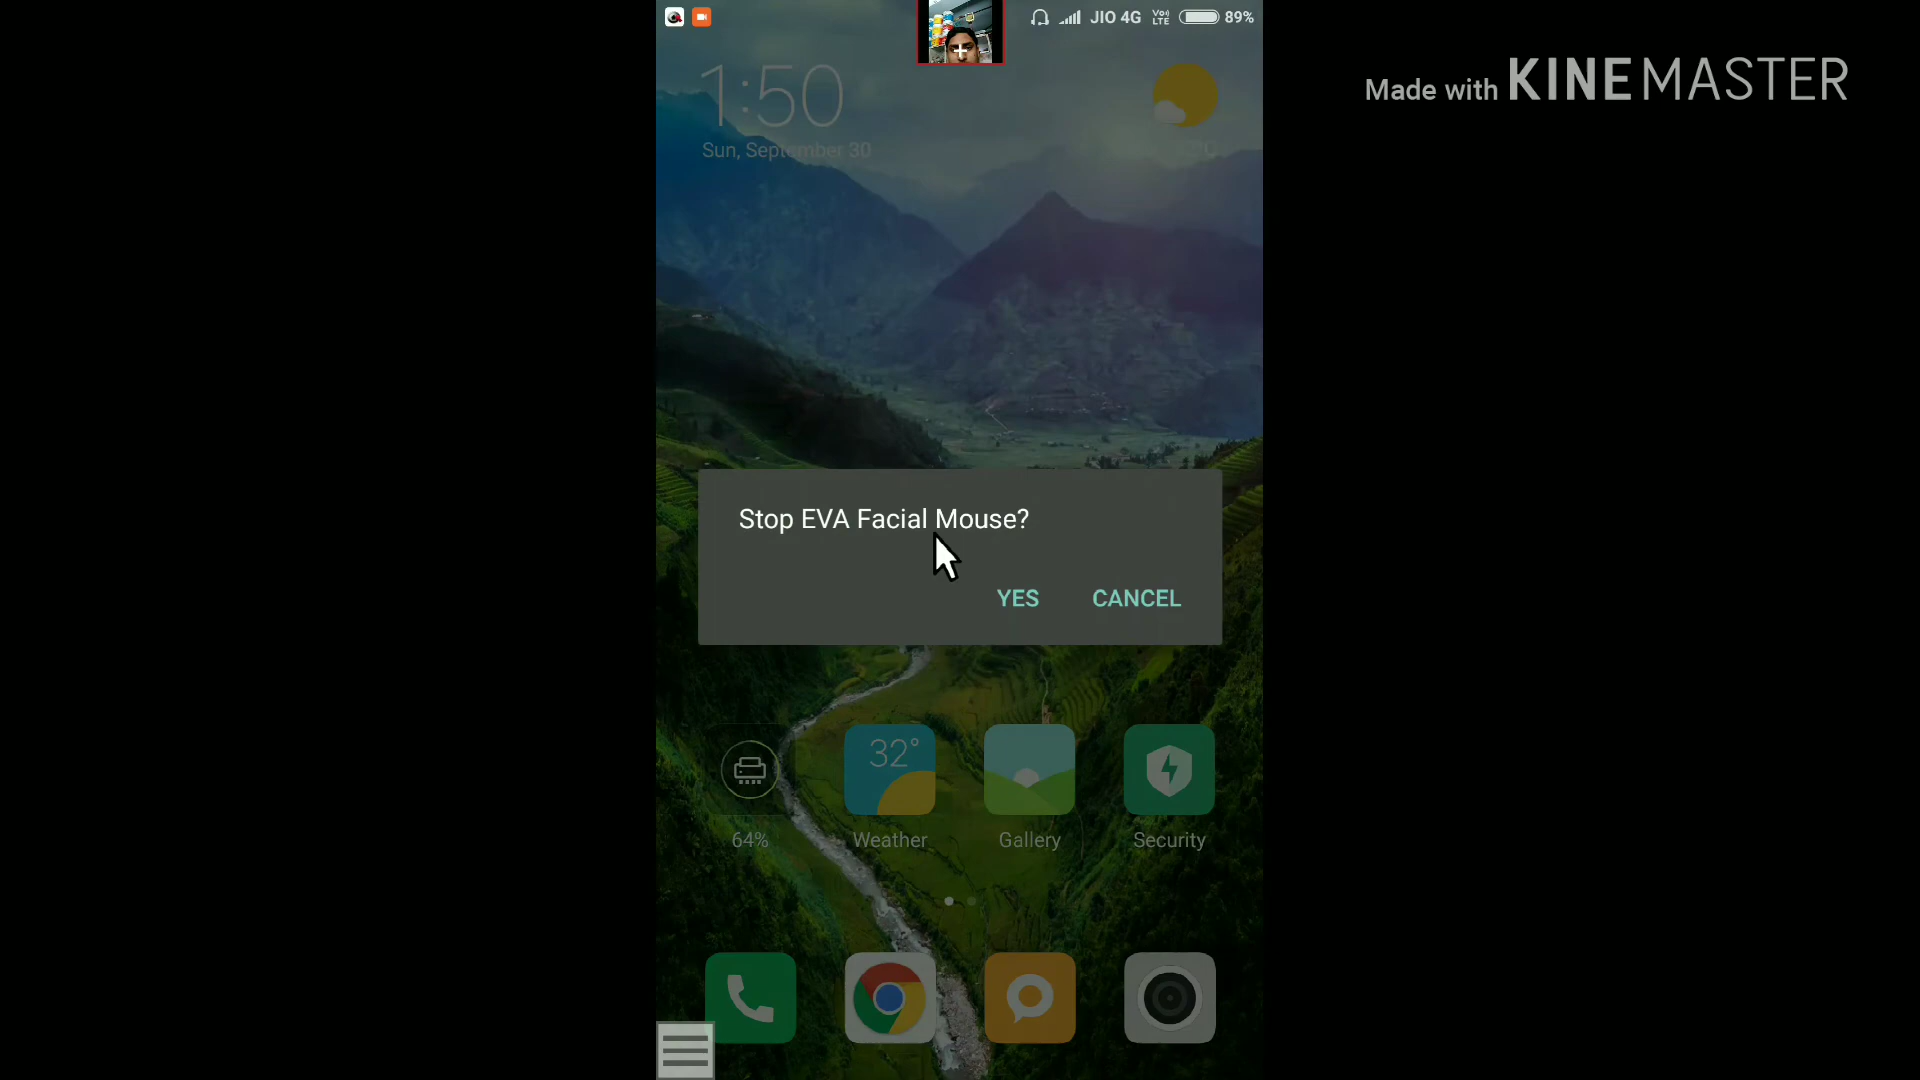 JIO 4G VoLTE 89%
Made with KINEMASTER
1:50
Sun, September 30
Stop EVA Facial Mouse?
YES CANCEL
32°
64% Weather Gallery Security